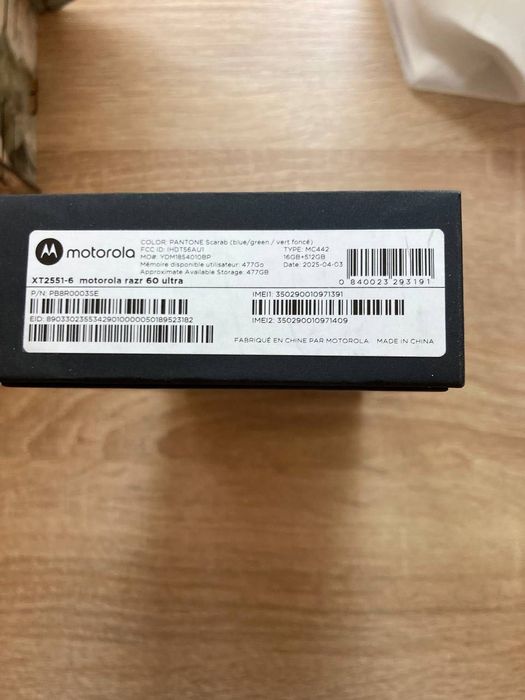 motorola
COLOR: PANTONE Scarab (blue/green / vert foncé)
FCC ID: IHDT56AU1 TYPE: MC442
MO#: YDM1854010BP 16GB+512GB
Mémoire disponible utilisateur: 477Go Date: 2025-04-03
Approximate Available Storage: 477GB
0 840023 293191
XT2551-6 motorola razr 60 ultra
P/N: PB8R0003SE
IMEI1: 350290010971391
EID: 89033023553429010000050189523182
IMEI2: 350290010971409
FABRIQUÉ EN CHINE PAR MOTOROLA MADE IN CHINA